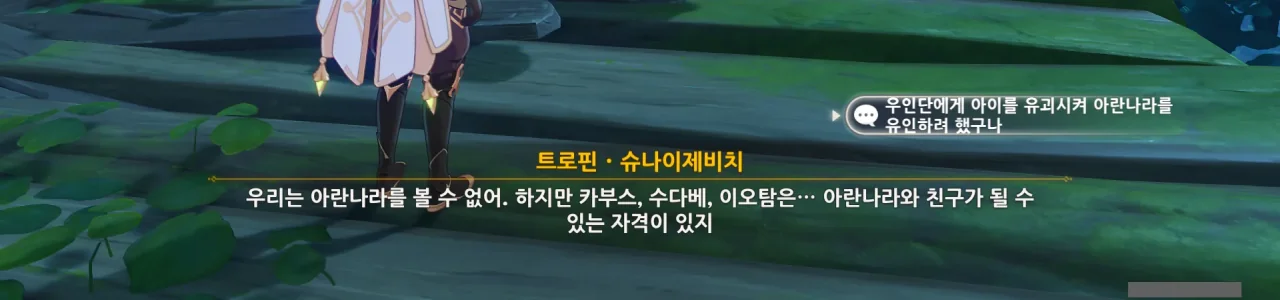 우인단에게 아이를 유괴시켜 아란나라를
유인하려 했구나
트로핀 · 슈나이제비치
우리는 아란나라를 볼 수 없어. 하지만 카부스, 수다베, 이오탐은… 아란나라와 친구가 될 수
있는 자격이 있지